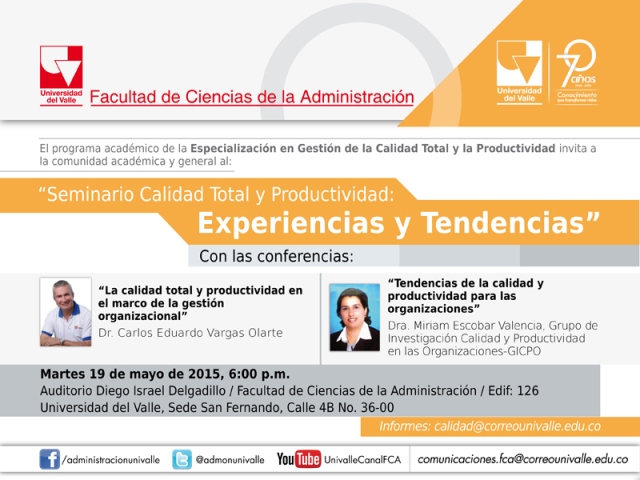 Universidad
del Valle
Facultad de Ciencias de la Administración
Universidad
del Valle
70 años
Conocimiento
que transforma vidas
El programa académico de la Especialización en Gestión de la Calidad Total y la Productividad invita a
la comunidad académica y general al:
“Seminario Calidad Total y Productividad:
Experiencias y Tendencias”
Con las conferencias:
“La calidad total y productividad en
el marco de la gestión
organizacional”
Dr. Carlos Eduardo Vargas Olarte
“Tendencias de la calidad y
productividad para las
organizaciones”
Dra. Miriam Escobar Valencia, Grupo de
Investigación Calidad y Productividad
en las Organizaciones-GICPO
Martes 19 de mayo de 2015, 6:00 p.m.
Auditorio Diego Israel Delgadillo / Facultad de Ciencias de la Administración / Edif: 126
Universidad del Valle, Sede San Fernando, Calle 4B No. 36-00
Informes: calidad@correounivalle.edu.co
/administracionunivalle
@admonunivalle
YouTube UnivalleCanalFCA
comunicaciones.fca@correounivalle.edu.co